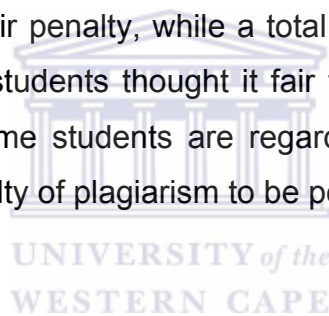 ir penalty, while a total
students thought it fair
me students are regard
lty of plagiarism to be p
UNIVERSITY of the
WESTERN CAPE